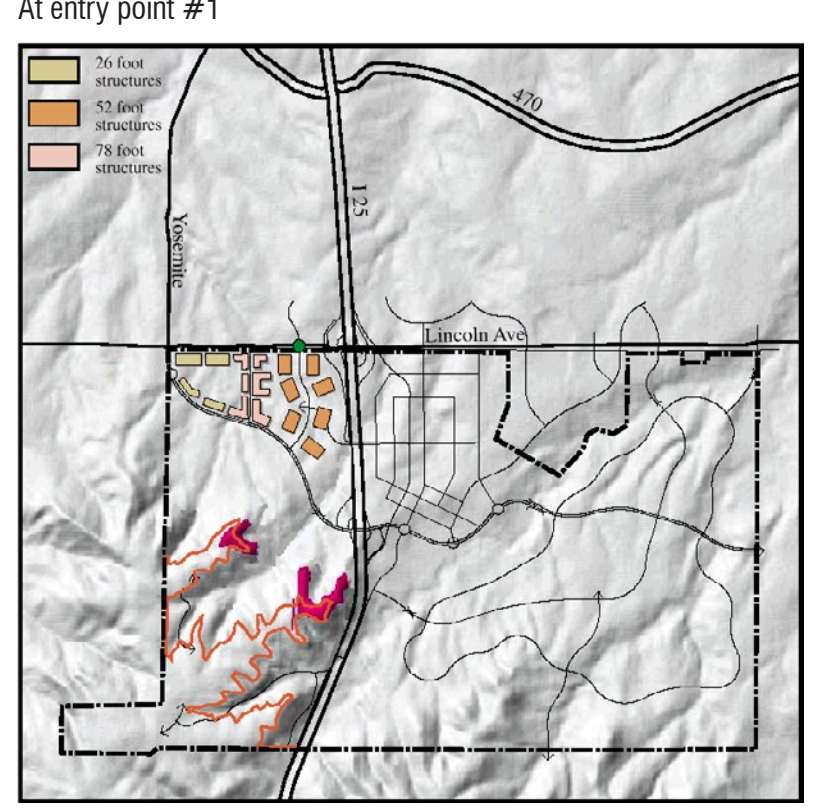 At entry point #1
26 foot
structures
52 foot
structures
78 foot
structures
470
I 25
Yosemite
Lincoln Ave